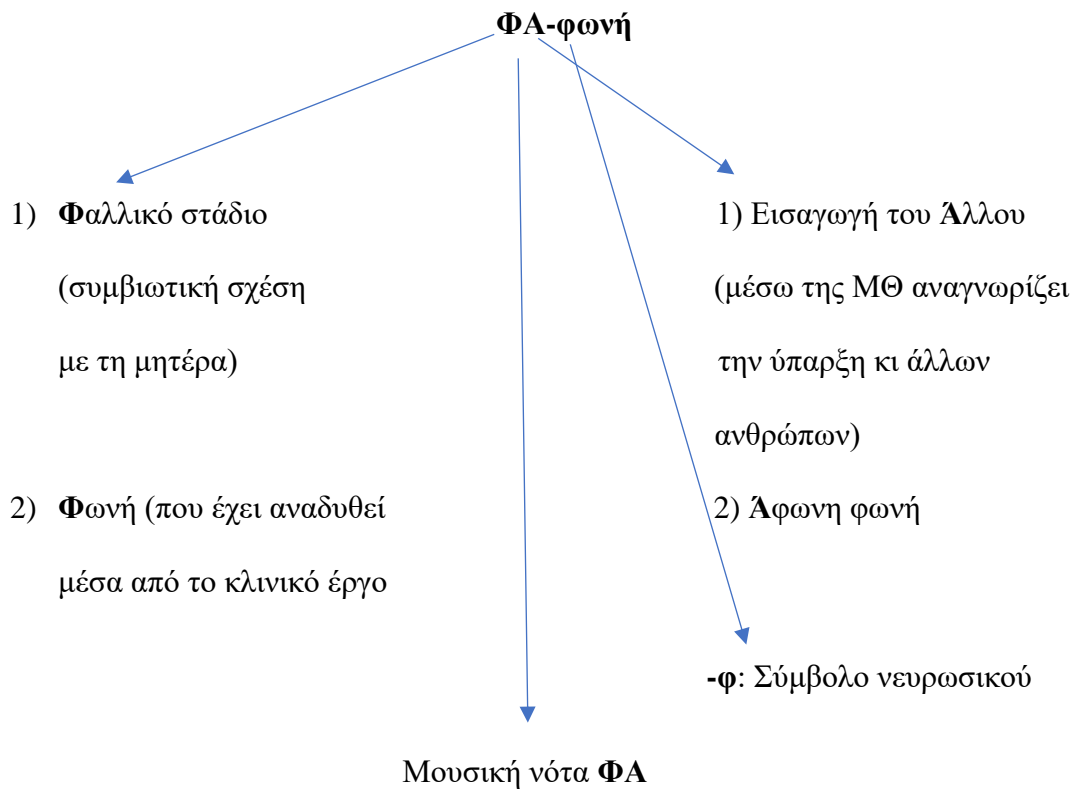 ΦΑ-φωνή
1) Φαλλικό στάδιο
(συμβιωτική σχέση
με τη μητέρα)
2) Φωνή (που έχει αναδυθεί
μέσα από το κλινικό έργο
1) Εισαγωγή του Άλλου
(μέσω της ΜΘ αναγνωρίζει
την ύπαρξη κι άλλων
ανθρώπων)
2) Άφωνη φωνή
-φ: Σύμβολο νευρωσικού
Μουσική νότα ΦΑ